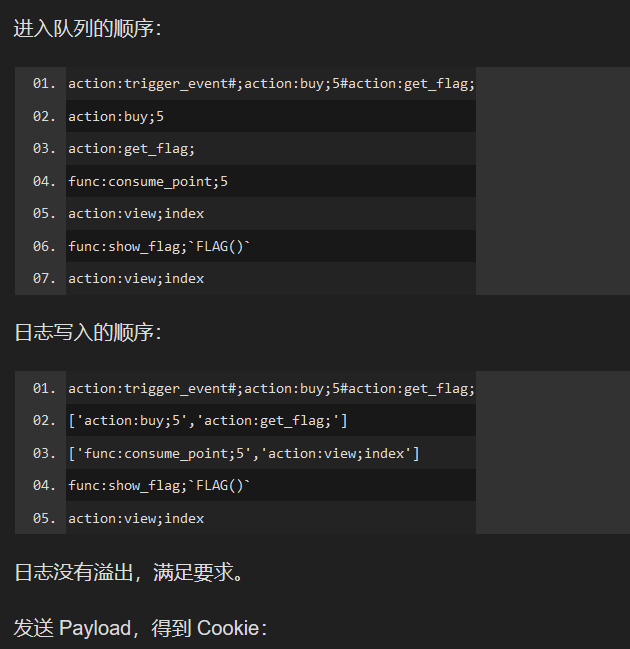 进入队列的顺序：
01. action:trigger_event#;action:buy;5#action:get_flag;
02. action:buy;5
03. action:get_flag;
04. func:consume_point;5
05. action:view;index
06. func:show_flag;`FLAG()`
07. action:view;index
日志写入的顺序：
01. action:trigger_event#;action:buy;5#action:get_flag;
02. ['action:buy;5','action:get_flag;']
03. ['func:consume_point;5','action:view;index']
04. func:show_flag;`FLAG()`
05. action:view;index
日志没有溢出，满足要求。
发送 Payload，得到 Cookie：